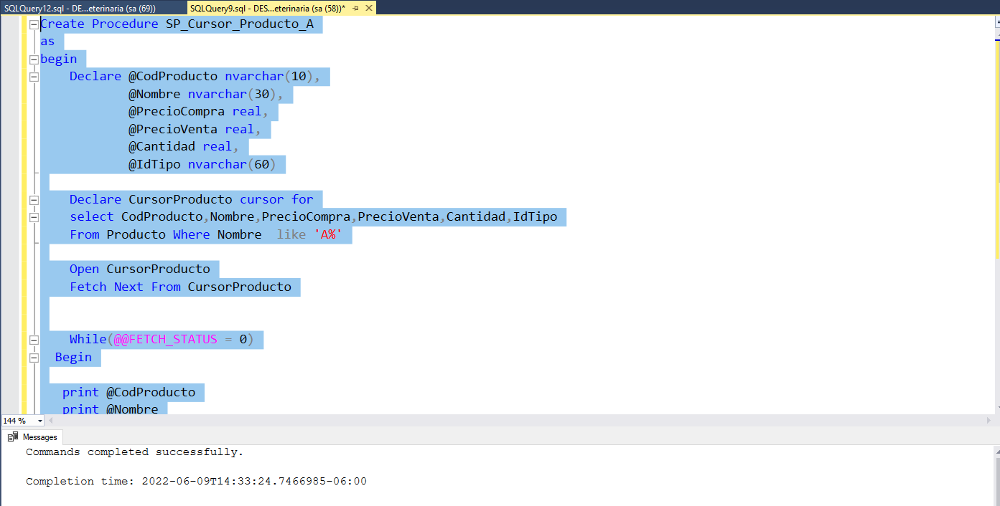 SQLQuery12.sql - DE...eterinaria (sa (69))
SQLQuery9.sql - DES...eterinaria (sa (58))*
Create Procedure SP_Cursor_Producto_A
as
begin
Declare @CodProducto nvarchar(10),
@Nombre nvarchar(30),
@PrecioCompra real,
@PrecioVenta real,
@Cantidad real,
@IdTipo nvarchar(60)
Declare CursorProducto cursor for
select CodProducto,Nombre,PrecioCompra,PrecioVenta,Cantidad,IdTipo
From Producto Where Nombre  like 'A%'
Open CursorProducto
Fetch Next From CursorProducto
While(@@FETCH_STATUS = 0)
Begin
print @CodProducto
print @Nombre
144 %
Messages
Commands completed successfully.
Completion time: 2022-06-09T14:33:24.7466985-06:00